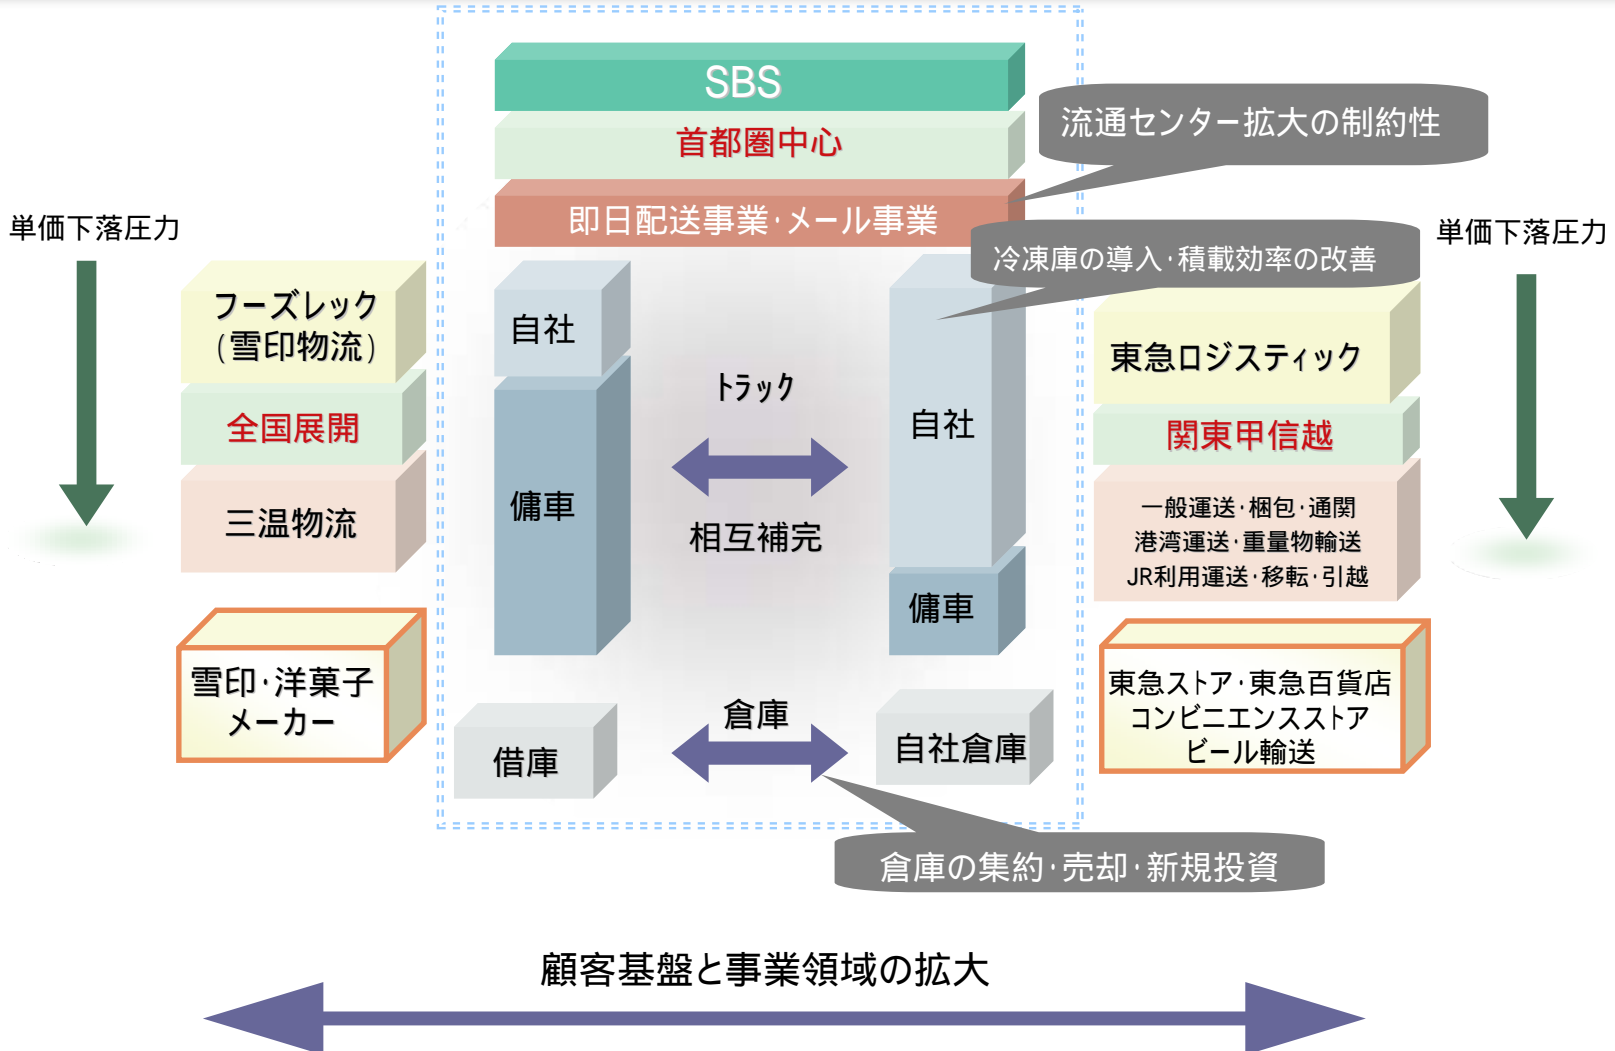 SBS
首都圏中心
流通センター拡大の制約性
即日配送事業・メール事業
単価下落圧力
単価下落圧力
冷凍庫の導入・積載効率の改善
フーズレック
(雪印物流)
全国展開
三温物流
雪印・洋菓子
メーカー
自社
傭車
借庫
トラック
相互補完
倉庫
自社
傭車
自社倉庫
東急ロジスティック
関東甲信越
一般運送・梱包・通関
港湾運送・重量物輸送
JR利用運送・移転・引越
東急ストア・東急百貨店
コンビニエンスストア
ビール輸送
倉庫の集約・売却・新規投資
顧客基盤と事業領域の拡大